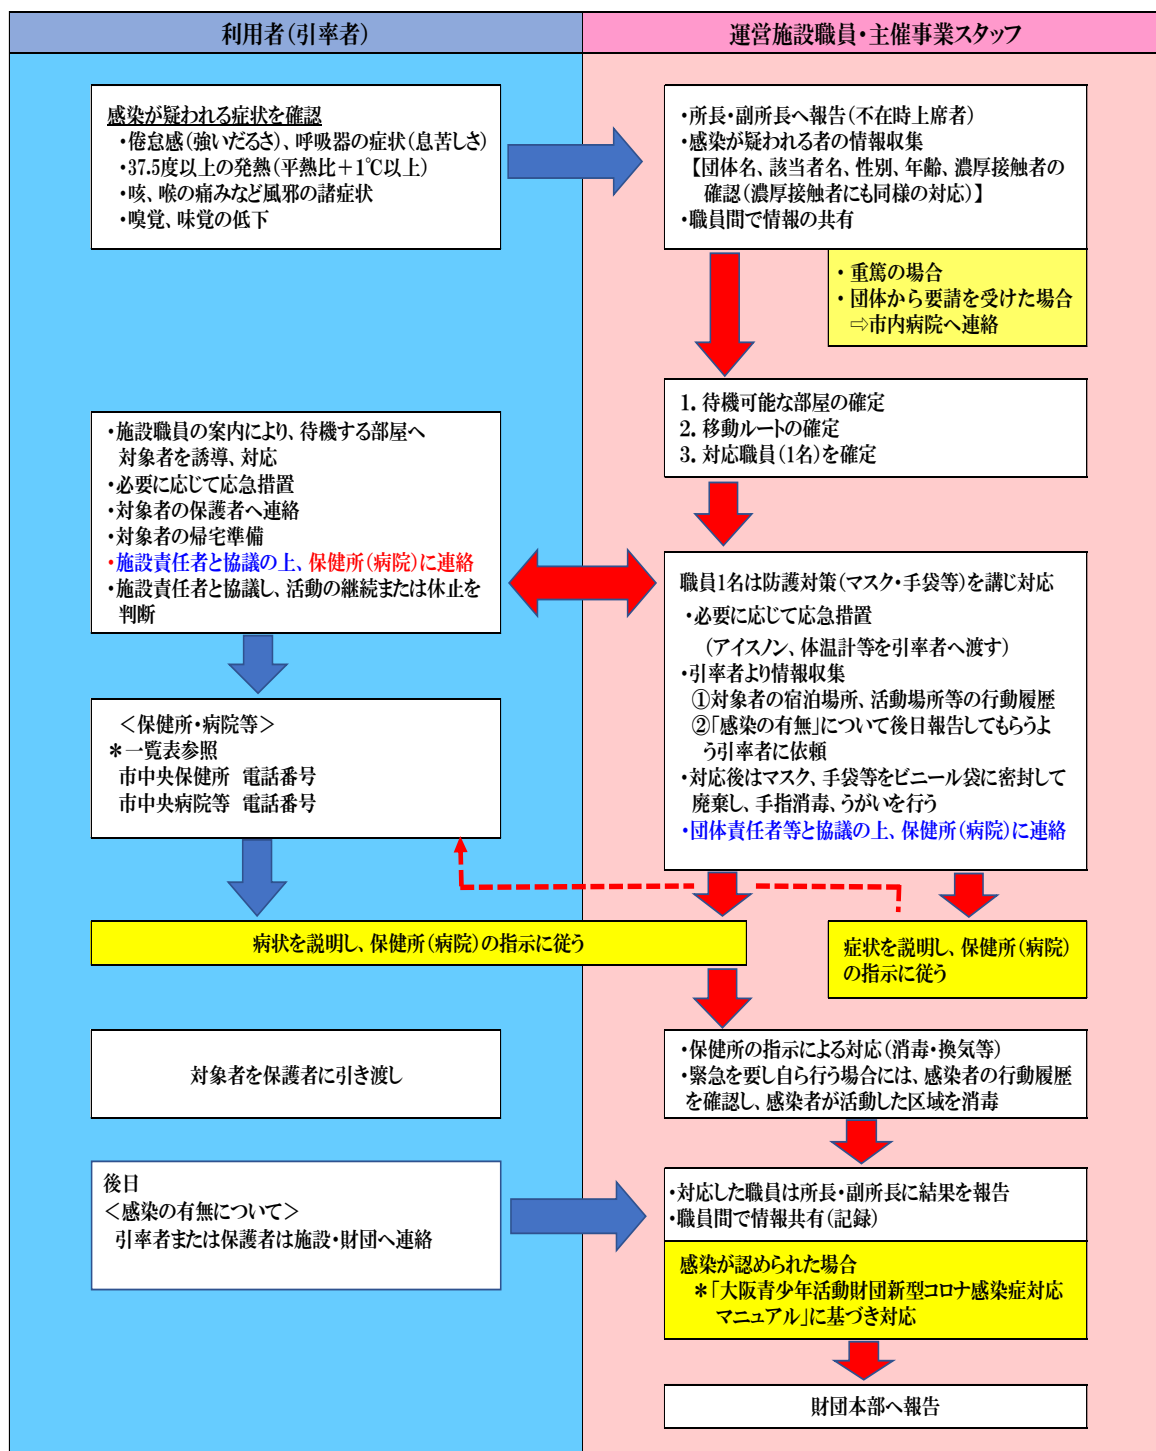 利用者(引率者)
運営施設職員・主催事業スタッフ
感染が疑われる症状を確認
・倦怠感(強いだるさ)、呼吸器の症状(息苦しさ)
・37.5度以上の発熱(平熱比＋1℃以上)
・咳、喉の痛みなど風邪の諸症状
・嗅覚、味覚の低下
・所長・副所長へ報告(不在時上席者)
・感染が疑われる者の情報収集
【団体名、該当者名、性別、年齢、濃厚接触者の
確認(濃厚接触者にも同様の対応)】
・職員間で情報の共有
・重篤の場合
・団体から要請を受けた場合
⇨市内病院へ連絡
1. 待機可能な部屋の確定
2. 移動ルートの確定
3. 対応職員(1名)を確定
・施設職員の案内により、待機する部屋へ
対象者を誘導、対応
・必要に応じて応急措置
・対象者の保護者へ連絡
・対象者の帰宅準備
・施設責任者と協議の上、保健所(病院)に連絡
・施設責任者と協議し、活動の継続または休止を
判断
職員1名は防護対策(マスク・手袋等)を講じ対応
・必要に応じて応急措置
(アイスノン、体温計等を引率者へ渡す)
・引率者より情報収集
①対象者の宿泊場所、活動場所等の行動履歴
②「感染の有無」について後日報告してもらうよ
う引率者に依頼
・対応後はマスク、手袋等をビニール袋に密封して
廃棄し、手指消毒、うがいを行う
・団体責任者等と協議の上、保健所(病院)に連絡
＜保健所・病院等＞
＊一覧表参照
市中央保健所 電話番号
市中央病院等 電話番号
病状を説明し、保健所(病院)の指示に従う
症状を説明し、保健所(病院)
の指示に従う
対象者を保護者に引き渡し
・保健所の指示による対応(消毒・換気等)
・緊急を要し自ら行う場合には、感染者の行動履歴
を確認し、感染者が活動した区域を消毒
後日
＜感染の有無について＞
引率者または保護者は施設・財団へ連絡
・対応した職員は所長・副所長に結果を報告
・職員間で情報共有(記録)
感染が認められた場合
＊「大阪青少年活動財団新型コロナ感染症対応
マニュアル」に基づき対応
財団本部へ報告